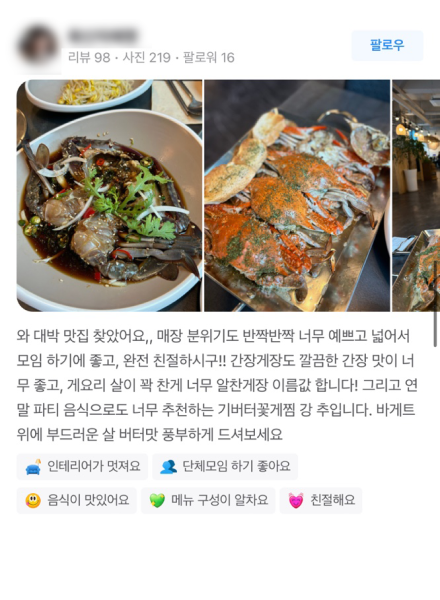 리뷰 98 · 사진 219 · 팔로워 16
팔로우
와 대박 맛집 찾았어요,, 매장 분위기도 반짝반짝 너무 예쁘고 넓어서
모임 하기에 좋고, 완전 친절하시구!! 간장게장도 깔끔한 간장 맛이 너
무 좋고, 게요리 살이 꽉 찬게 너무 알찬게장 이름값 합니다! 그리고 연
말 파티 음식으로도 너무 추천하는 기버터꽃게찜 강 추입니다. 바게트
위에 부드러운 살 버터맛 풍부하게 드셔보세요
인테리어가 멋져요
단체모임 하기 좋아요
음식이 맛있어요
메뉴 구성이 알차요
친절해요